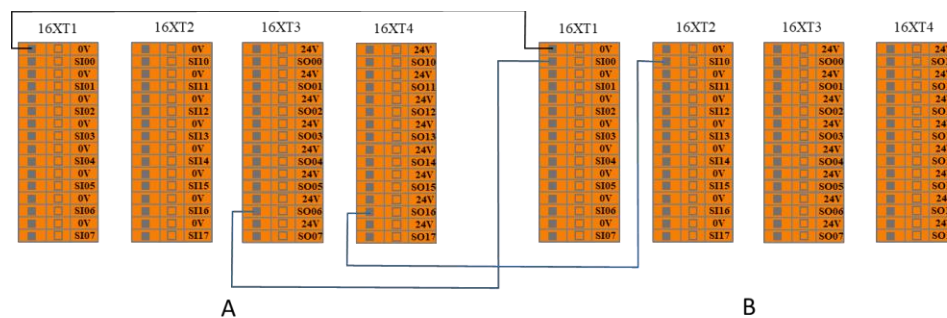 16XT1
0V
SI00
0V
SI01
0V
SI02
0V
SI03
0V
SI04
0V
SI05
0V
SI06
0V
SI07
16XT2
0V
SI10
0V
SI11
0V
SI12
0V
SI13
0V
SI14
0V
SI15
0V
SI16
0V
SI17
16XT3
24V
SO00
24V
SO01
24V
SO02
24V
SO03
24V
SO04
24V
SO05
24V
SO06
24V
SO07
16XT4
24V
SO10
24V
SO11
24V
SO12
24V
SO13
24V
SO14
24V
SO15
24V
SO16
24V
SO17
A
16XT1
0V
SI00
0V
SI01
0V
SI02
0V
SI03
0V
SI04
0V
SI05
0V
SI06
0V
SI07
16XT2
0V
SI10
0V
SI11
0V
SI12
0V
SI13
0V
SI14
0V
SI15
0V
SI16
0V
SI17
16XT3
24V
SO00
24V
SO01
24V
SO02
24V
SO03
24V
SO04
24V
SO05
24V
SO06
24V
SO07
16XT4
B